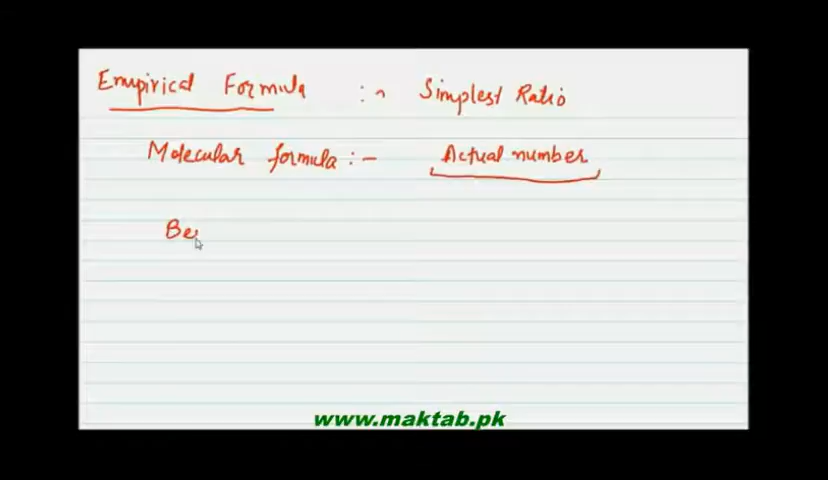 Empirical Formula :- Simplest Ratio
Molecular formula :- Actual number
Be
www.maktab.pk